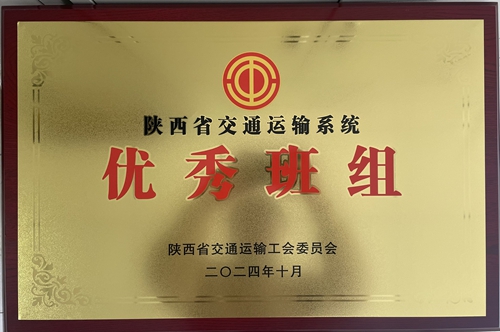 陕西省交通运输系统
优秀班组
陕西省交通运输工会委员会
二〇二四年十月